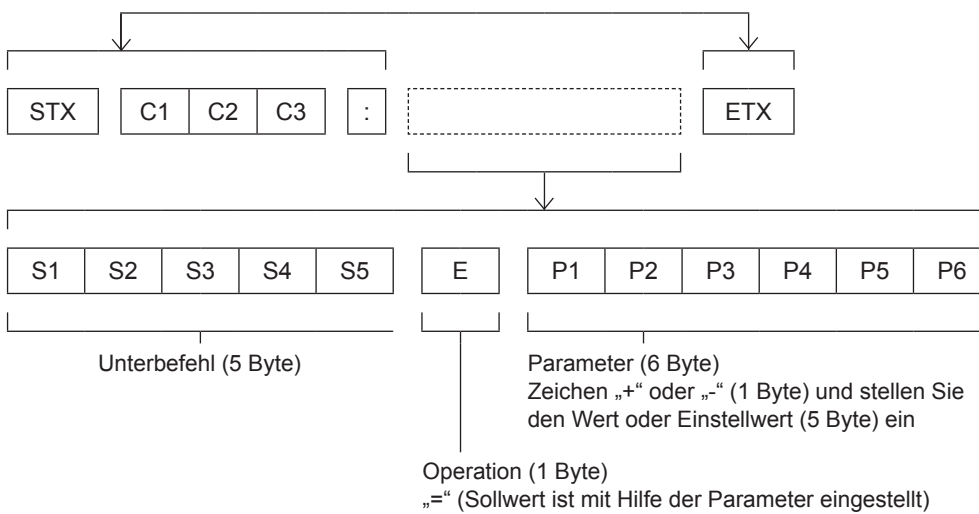 STX C1 C2 C3 : ETX
S1 S2 S3 S4 S5 E P1 P2 P3 P4 P5 P6
Unterbefehl (5 Byte)
Parameter (6 Byte)
Zeichen „+“ oder „-“ (1 Byte) und stellen Sie
den Wert oder Einstellwert (5 Byte) ein
Operation (1 Byte)
„=“ (Sollwert ist mit Hilfe der Parameter eingestellt)